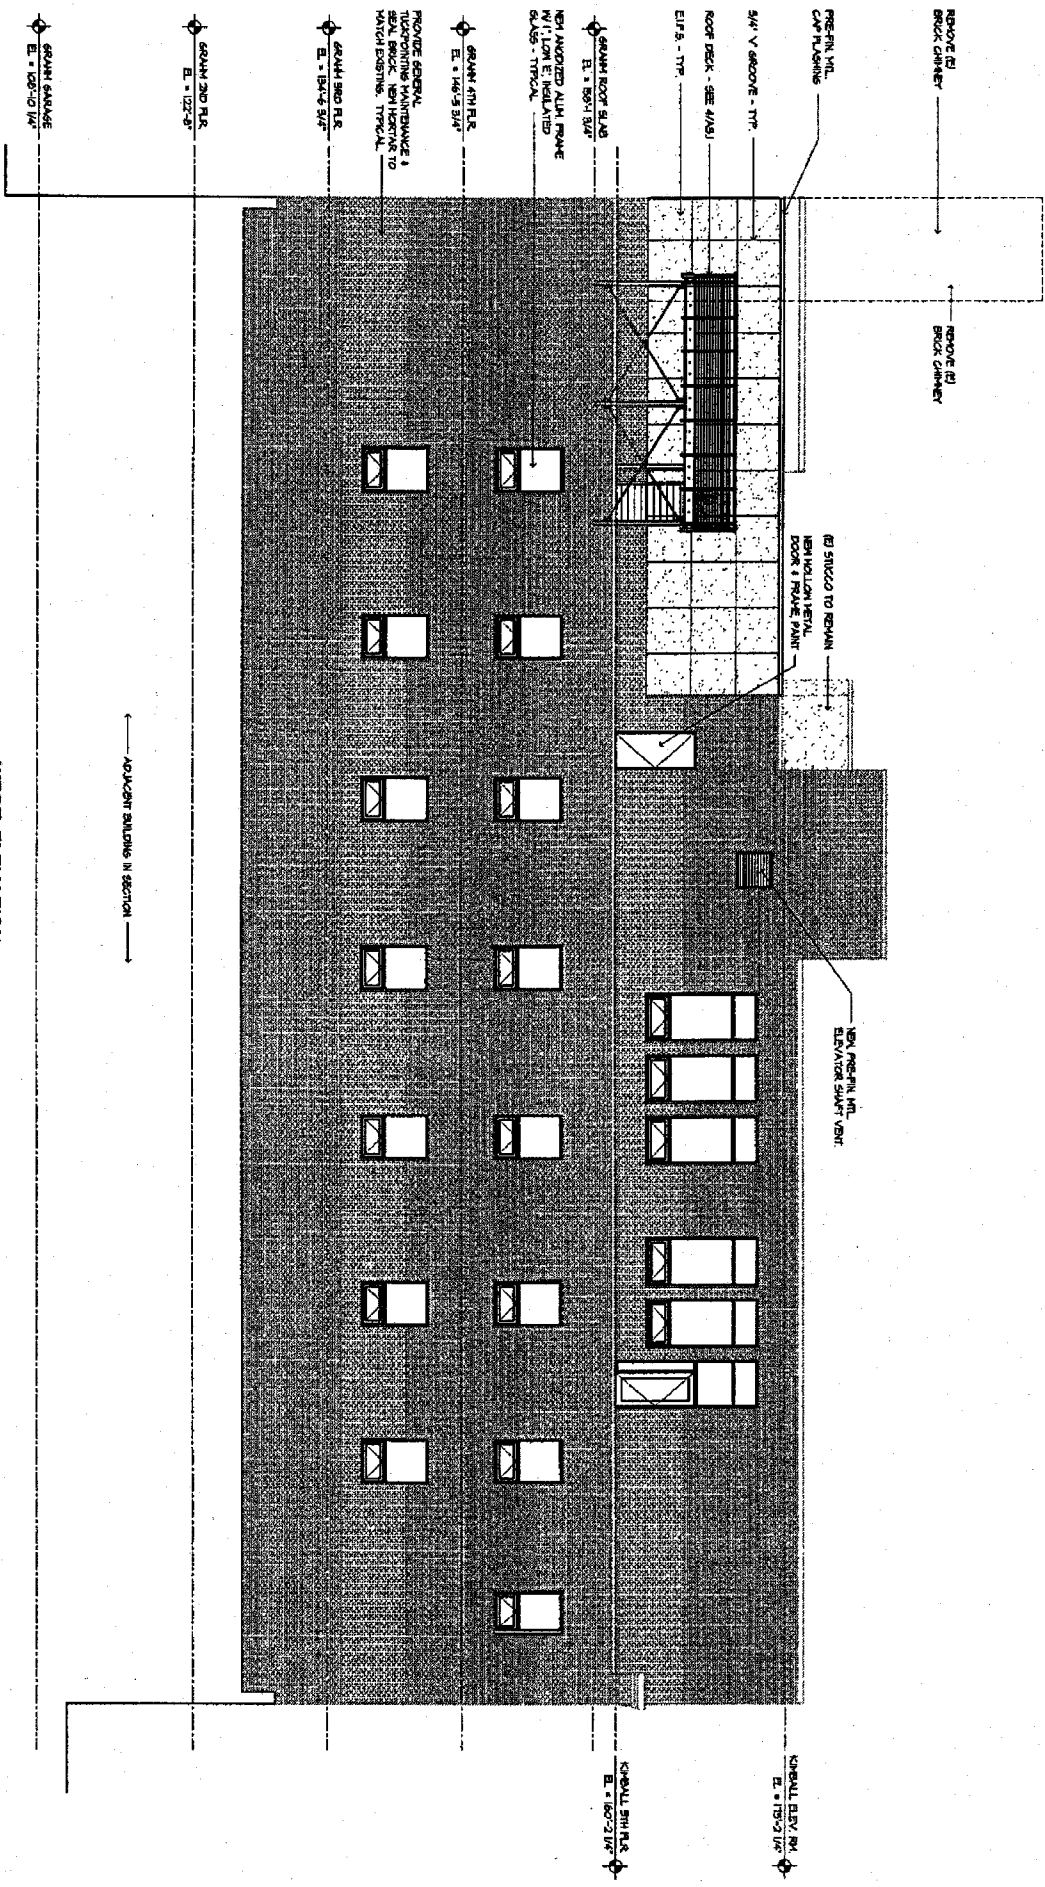 REMOVE (E)
BRICK CHIMNEY
REMOVE (E)
BRICK CHIMNEY
PRE-FIN. MTL.
CAP FLASHING
3/4" 'V' GROOVE - TYP.
ROOF DECK - SEE 4/A5.1
E.I.F.S. - TYP.
(E) STUCCO TO REMAIN
NEW HOLLOW METAL
DOOR & FRAME, PAINT
NEW PRE-FIN. MTL.
ELEVATOR SHAFT VENT.
KIMBALL ELEV. RM.
EL = 175'-2 1/4"
KIMBALL 5TH FLR.
EL = 160'-2 1/4"
GRAHM ROOF SLAB
EL = 158'-1 3/4"
NEW ANODIZED ALUM. FRAME
W/ 1", LOW 'E', INSULATED
GLASS - TYPICAL
GRAHM 4TH FLR.
EL = 146'-5 3/4"
PROVIDE GENERAL
TUCKPOINTING MAINTENANCE &
SEAL BRICK. NEW MORTAR TO
MATCH EXISTING. TYPICAL
GRAHM 3RD FLR.
EL = 134'-6 3/4"
GRAHM 2ND FLR.
EL = 122'-8"
ADJACENT BUILDING IN SECTION
GRAHM GARAGE
EL = 108'-10 1/4"